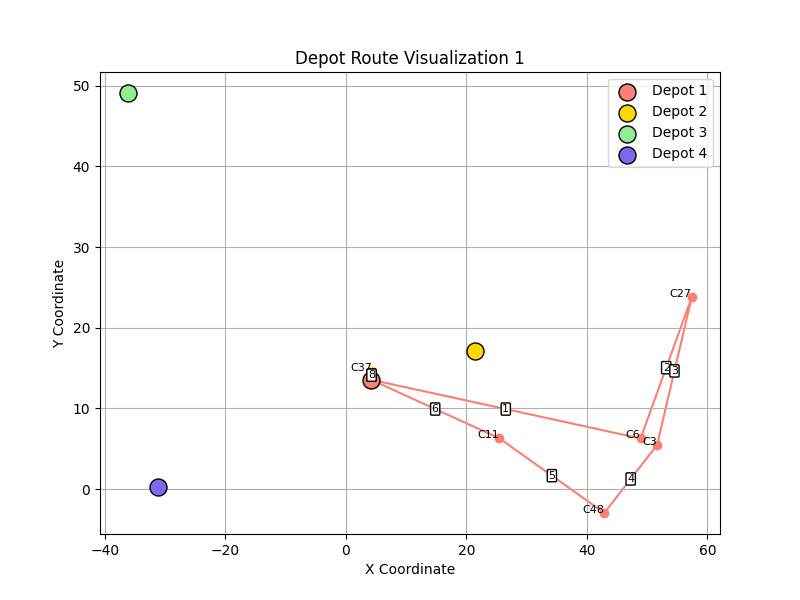 Depot Route Visualization 1
Depot 1
Depot 2
Depot 3
Depot 4
50
40
30
20
10
0
Y Coordinate
C27
C37
8
2
3
6
1
C11
C6
C3
5
4
C48
−40
−20
0
20
40
60
X Coordinate